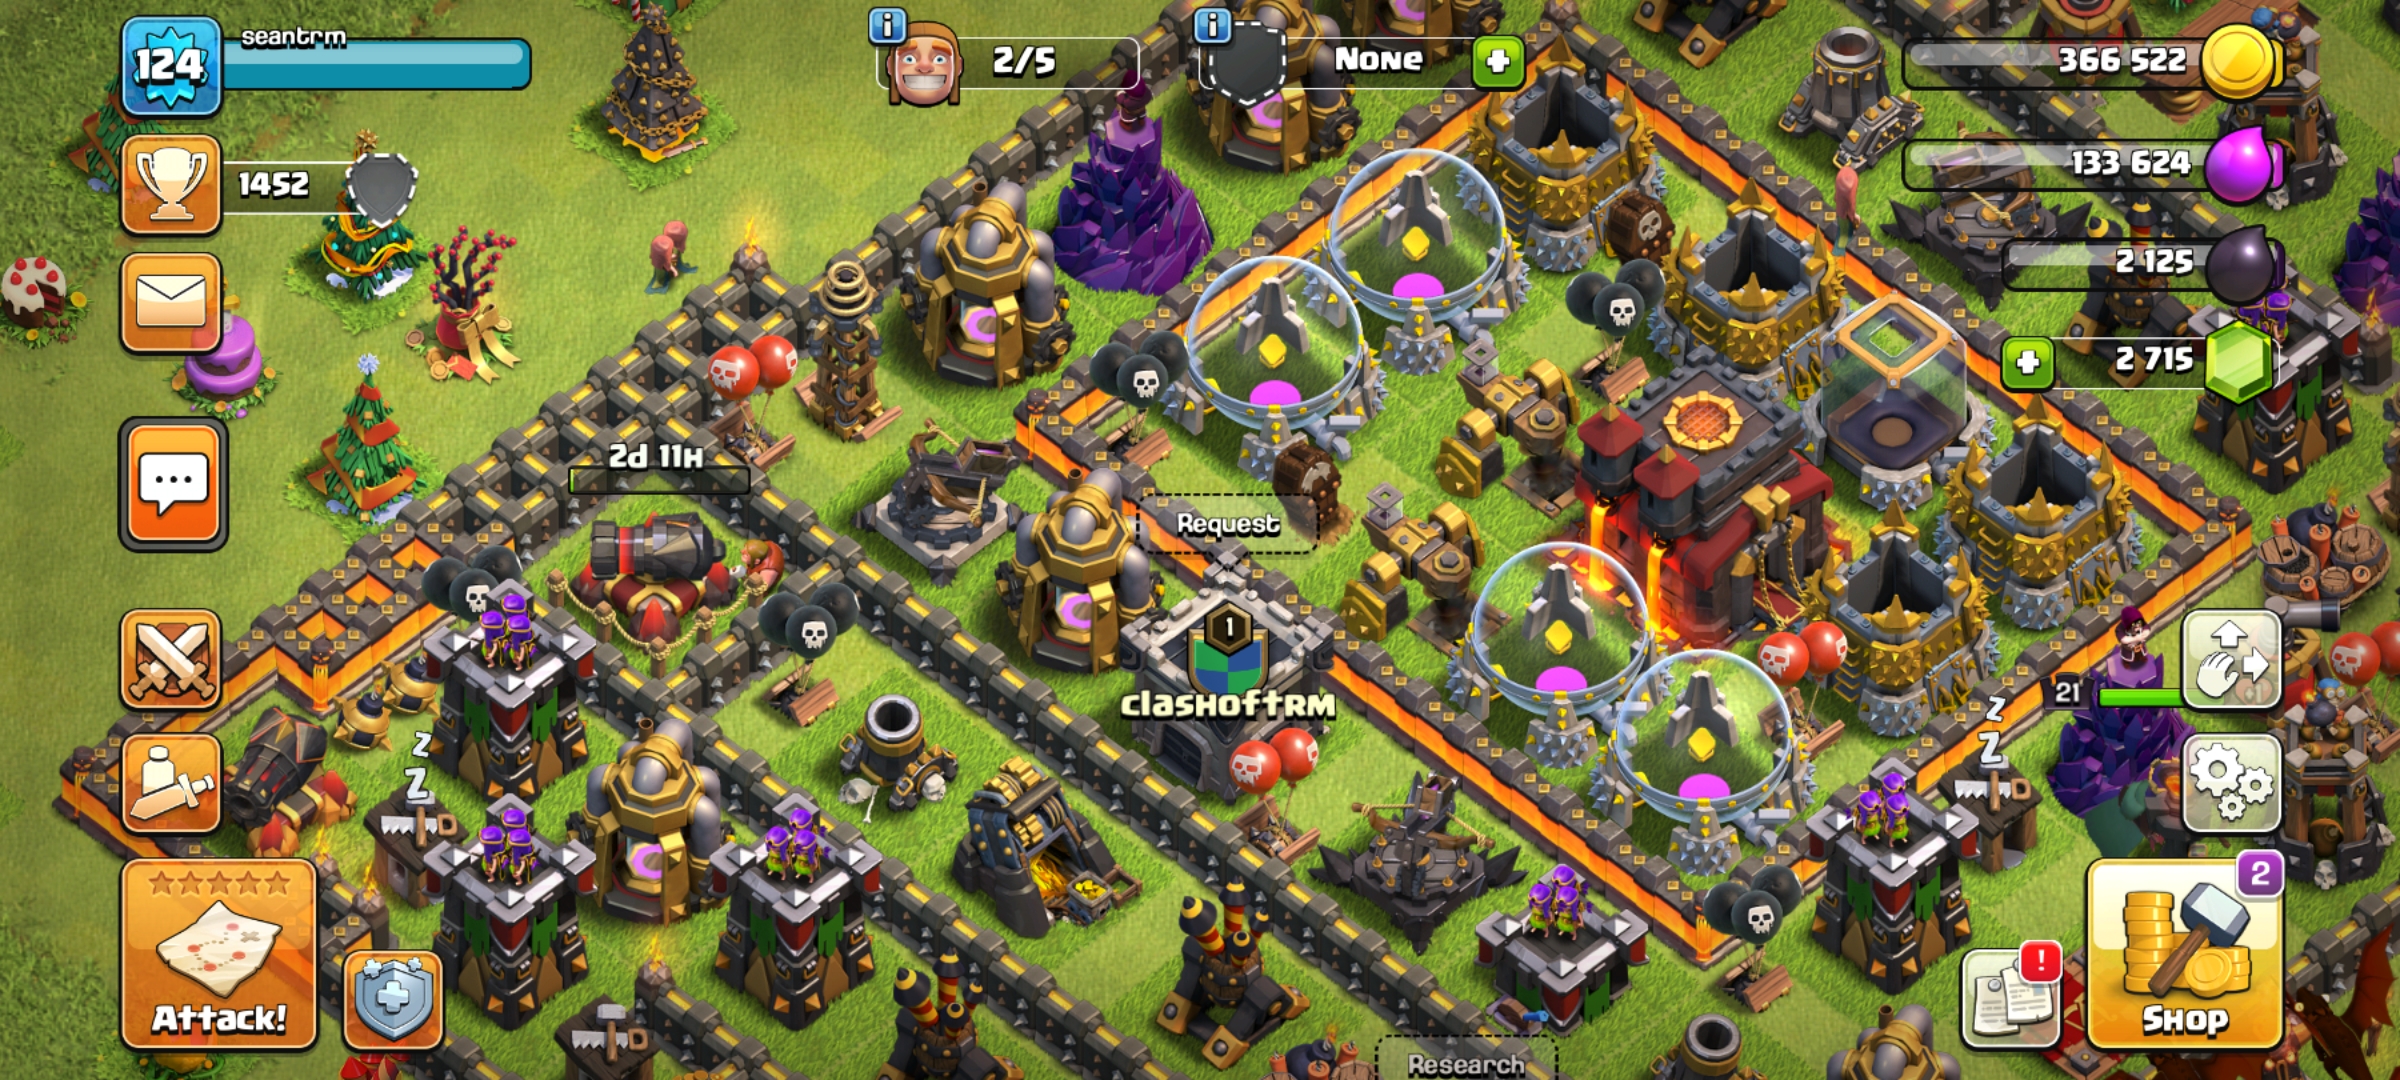 124
seantrm
i
2/5
i
None
366 522
1452
133 624
2 125
2 715
2d 11H
Request
1
clashoftRM
21
z
Z
z
Z
Attack!
2
!
Shop
Research